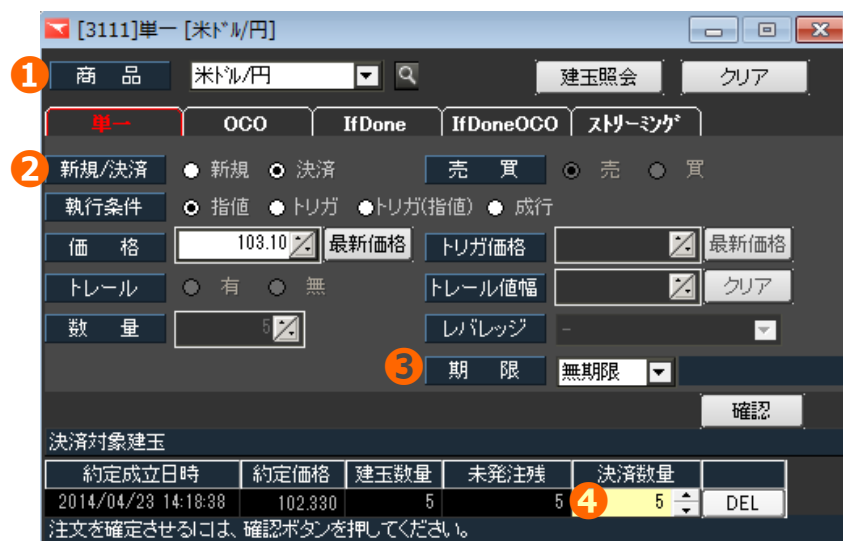 [3111]単一 [米ドル/円]
1 商 品 米ドル/円 建玉照会 クリア
単一 OCO IfDone IfDoneOCO ストリーミング
2 新規/決済 新規 決済 売 買 売 買
執行条件 指値 トリガ トリガ(指値) 成行
価 格 103.10 最新価格 トリガ価格 最新価格
トレール 有 無 トレール値幅 クリア
数 量 5 レバレッジ -
3 期 限 無期限
確認
決済対象建玉
約定成立日時 約定価格 建玉数量 未発注残 決済数量
2014/04/23 14:18:38 102.330 5 5 4 5 DEL
注文を確定させるには、確認ボタンを押してください。